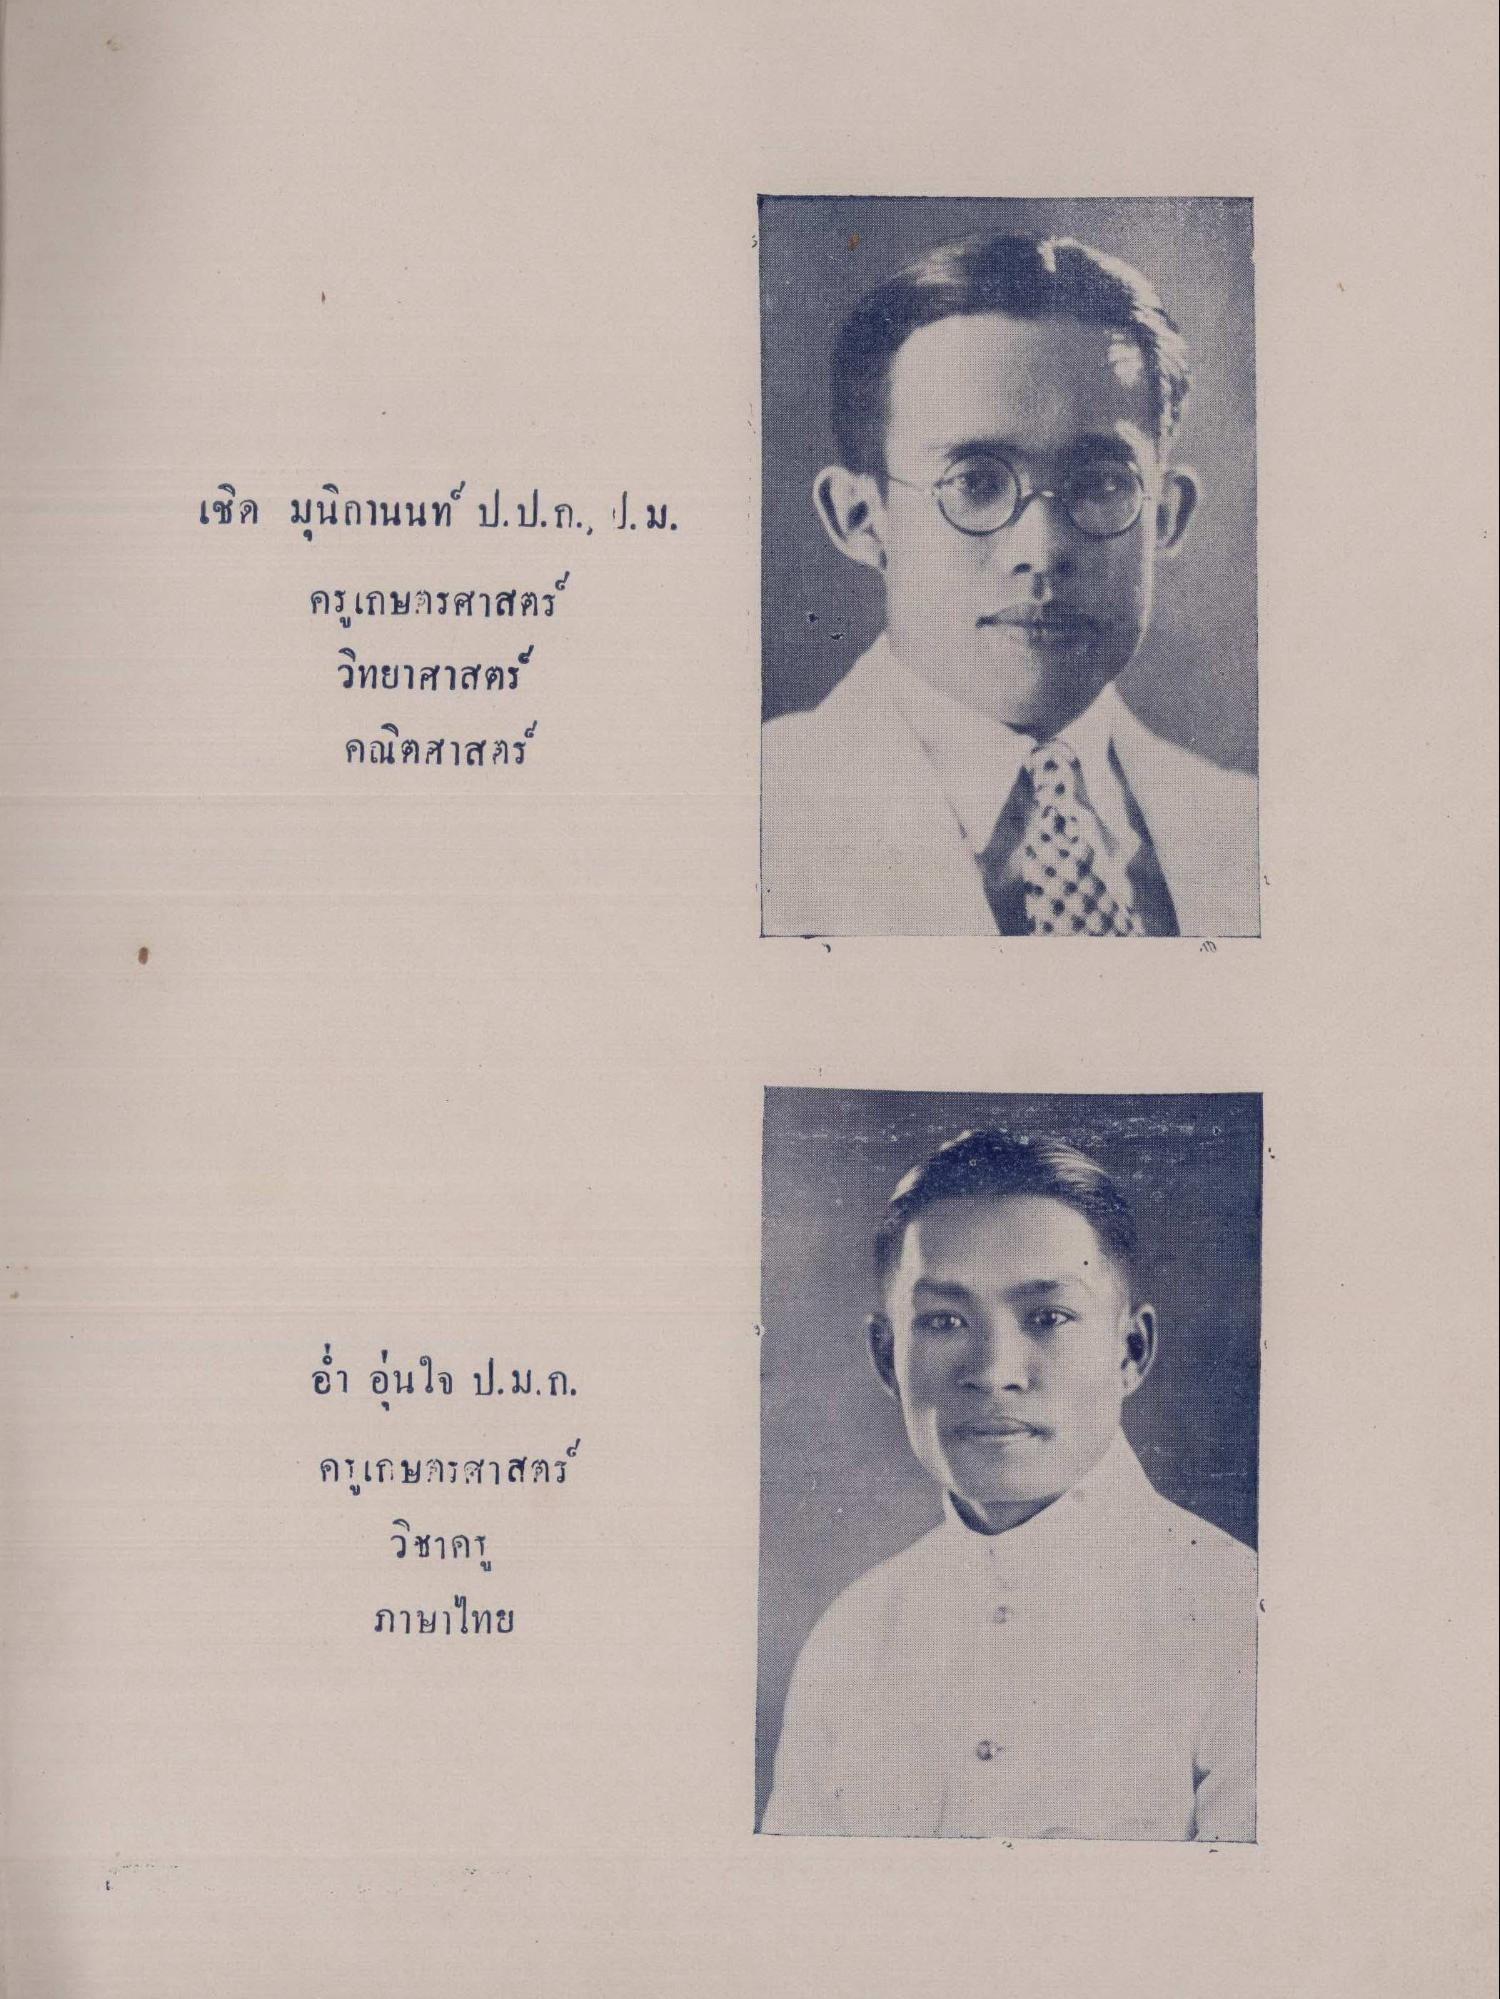 เชิด มุนิกานนท์ ป.ป.ก., ป.ม.
ครูเกษตรศาสตร์
วิทยาศาสตร์
คณิตศาสตร์
อ่ำ อุ่นใจ ป.ม.ก.
ครูเกษตรศาสตร์
วิชาครู
ภาษาไทย